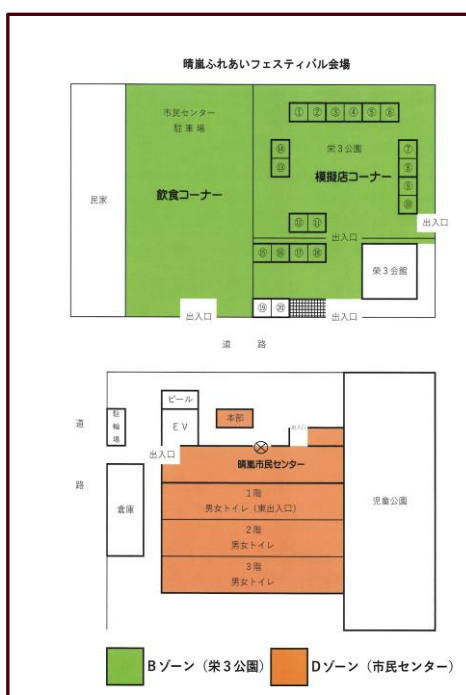 晴嵐ふれあいフェスティバル会場
市民センター
駐車場
① ② ③ ④ ⑤ ⑥
栄3公園
模擬店コーナー
⑭
⑬
⑦
⑧
⑨
⑩
民家
飲食コーナー
⑫ ⑪
出入口
出入口
⑮ ⑯ ⑰ ⑱
栄3会館
⑲ ⑳
出入口
出入口
道 路
ビール
EV
本部
出入口
駐輪場
道 路
出入口
晴嵐市民センター
倉庫
1階
男女トイレ(東出入口)
2階
男女トイレ
3階
男女トイレ
児童公園
Bゾーン(栄3公園)
Dゾーン(市民センター)